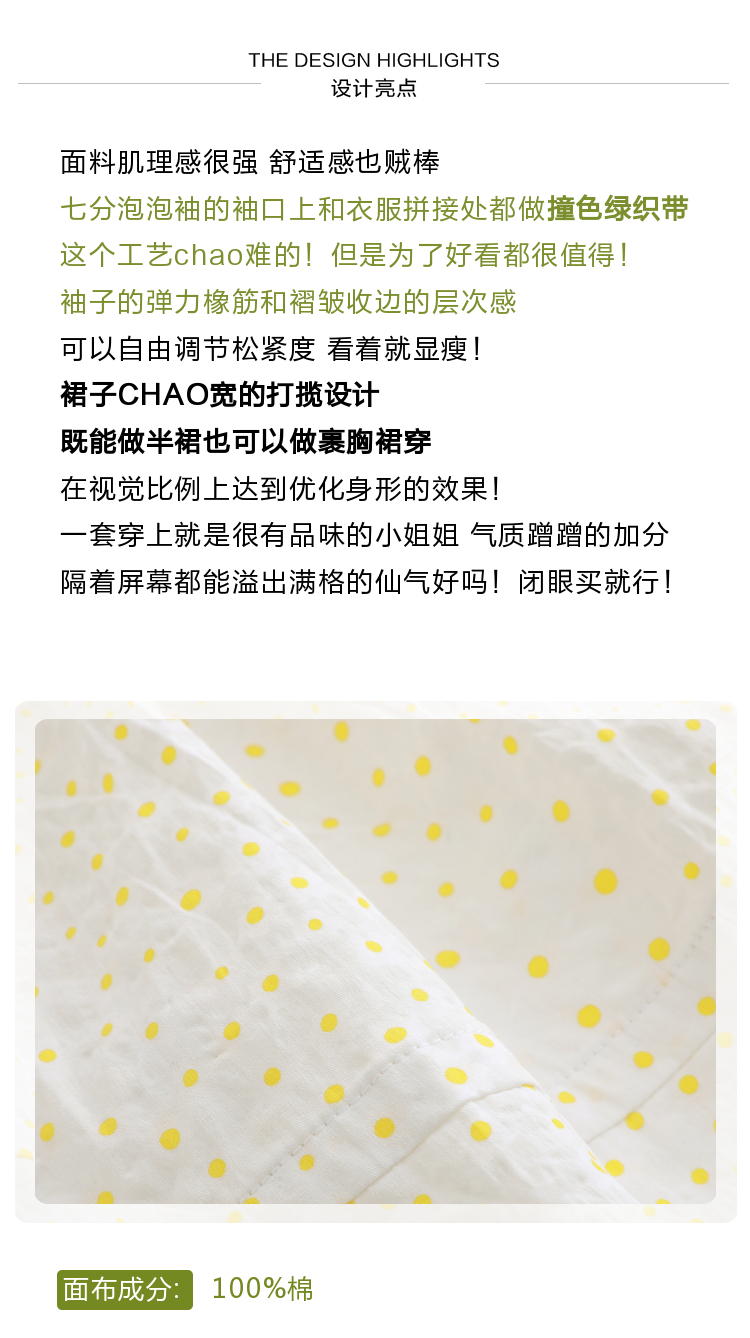 THE DESIGN HIGHLIGHTS
设计亮点
面料肌理感很强 舒适感也贼棒
七分泡泡袖的袖口上和衣服拼接处都做撞色绿织带
这个工艺chao难的！但是为了好看都很值得！
袖子的弹力橡筋和褶皱收边的层次感
可以自由调节松紧度 看着就显瘦！
裙子CHAO宽的打揽设计
既能做半裙也可以做裹胸裙穿
在视觉比例上达到优化身形的效果！
一套穿上就是很有品味的小姐姐 气质蹭蹭的加分
隔着屏幕都能溢出满格的仙气好吗！闭眼买就行！
面布成分: 100%棉